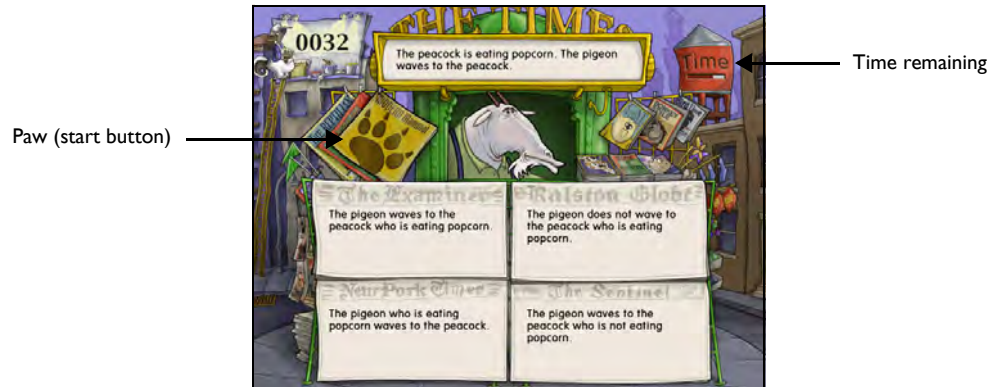 THE TIMES
0032
The peacock is eating popcorn. The pigeon
waves to the peacock.
Time
Time remaining
Paw (start button)
The Examiner
Ralston Globe
The pigeon waves to the
peacock who is eating popcorn.
The pigeon does not wave to
the peacock who is eating
popcorn.
New Pork Times
The Sentinel
The pigeon who is eating
popcorn waves to the peacock.
The pigeon waves to the
peacock who is not eating
popcorn.